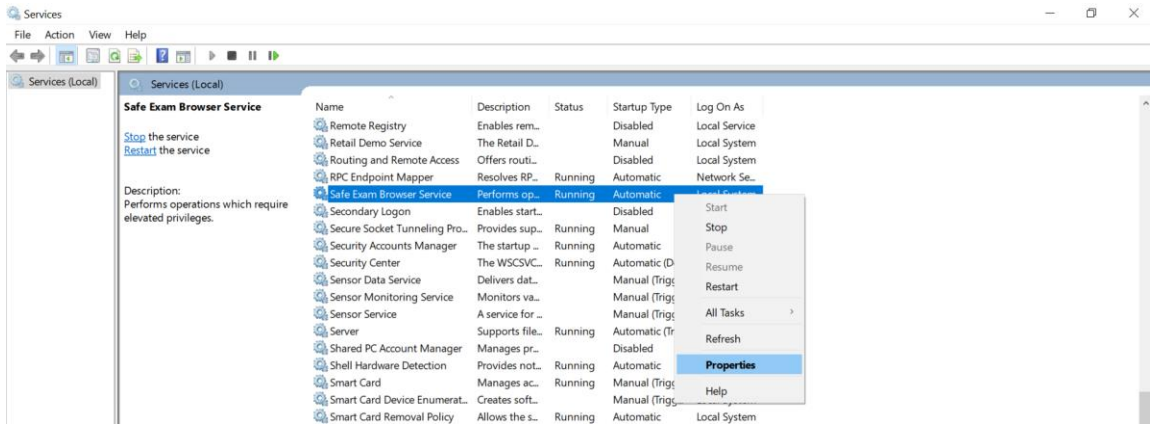 Services
File Action View Help
Services (Local)
Services (Local)
Safe Exam Browser Service
Stop the service
Restart the service
Description:
Performs operations which require
elevated privileges.
Name Description Status Startup Type Log On As
Remote Registry Enables rem... Disabled Local Service
Retail Demo Service The Retail D... Manual Local System
Routing and Remote Access Offers routi... Disabled Local System
RPC Endpoint Mapper Resolves RP... Running Automatic Network Se...
Safe Exam Browser Service Performs op... Running Automatic Local System
Secondary Logon Enables start... Disabled
Secure Socket Tunneling Pro... Provides sup... Running Manual
Security Accounts Manager The startup ... Running Automatic
Security Center The WSCSVC... Running Automatic (D
Sensor Data Service Delivers dat... Manual (Trigg
Sensor Monitoring Service Monitors va... Manual (Trigg
Sensor Service A service for ... Manual (Trigg
Server Supports file... Running Automatic (Tr
Shared PC Account Manager Manages pr... Disabled
Shell Hardware Detection Provides not... Running Automatic
Smart Card Manages ac... Running Manual (Trigg
Smart Card Device Enumerat... Creates soft... Manual (Trigg...
Smart Card Removal Policy Allows the s... Running Automatic Local System
Start
Stop
Pause
Resume
Restart
All Tasks
Refresh
Properties
Help